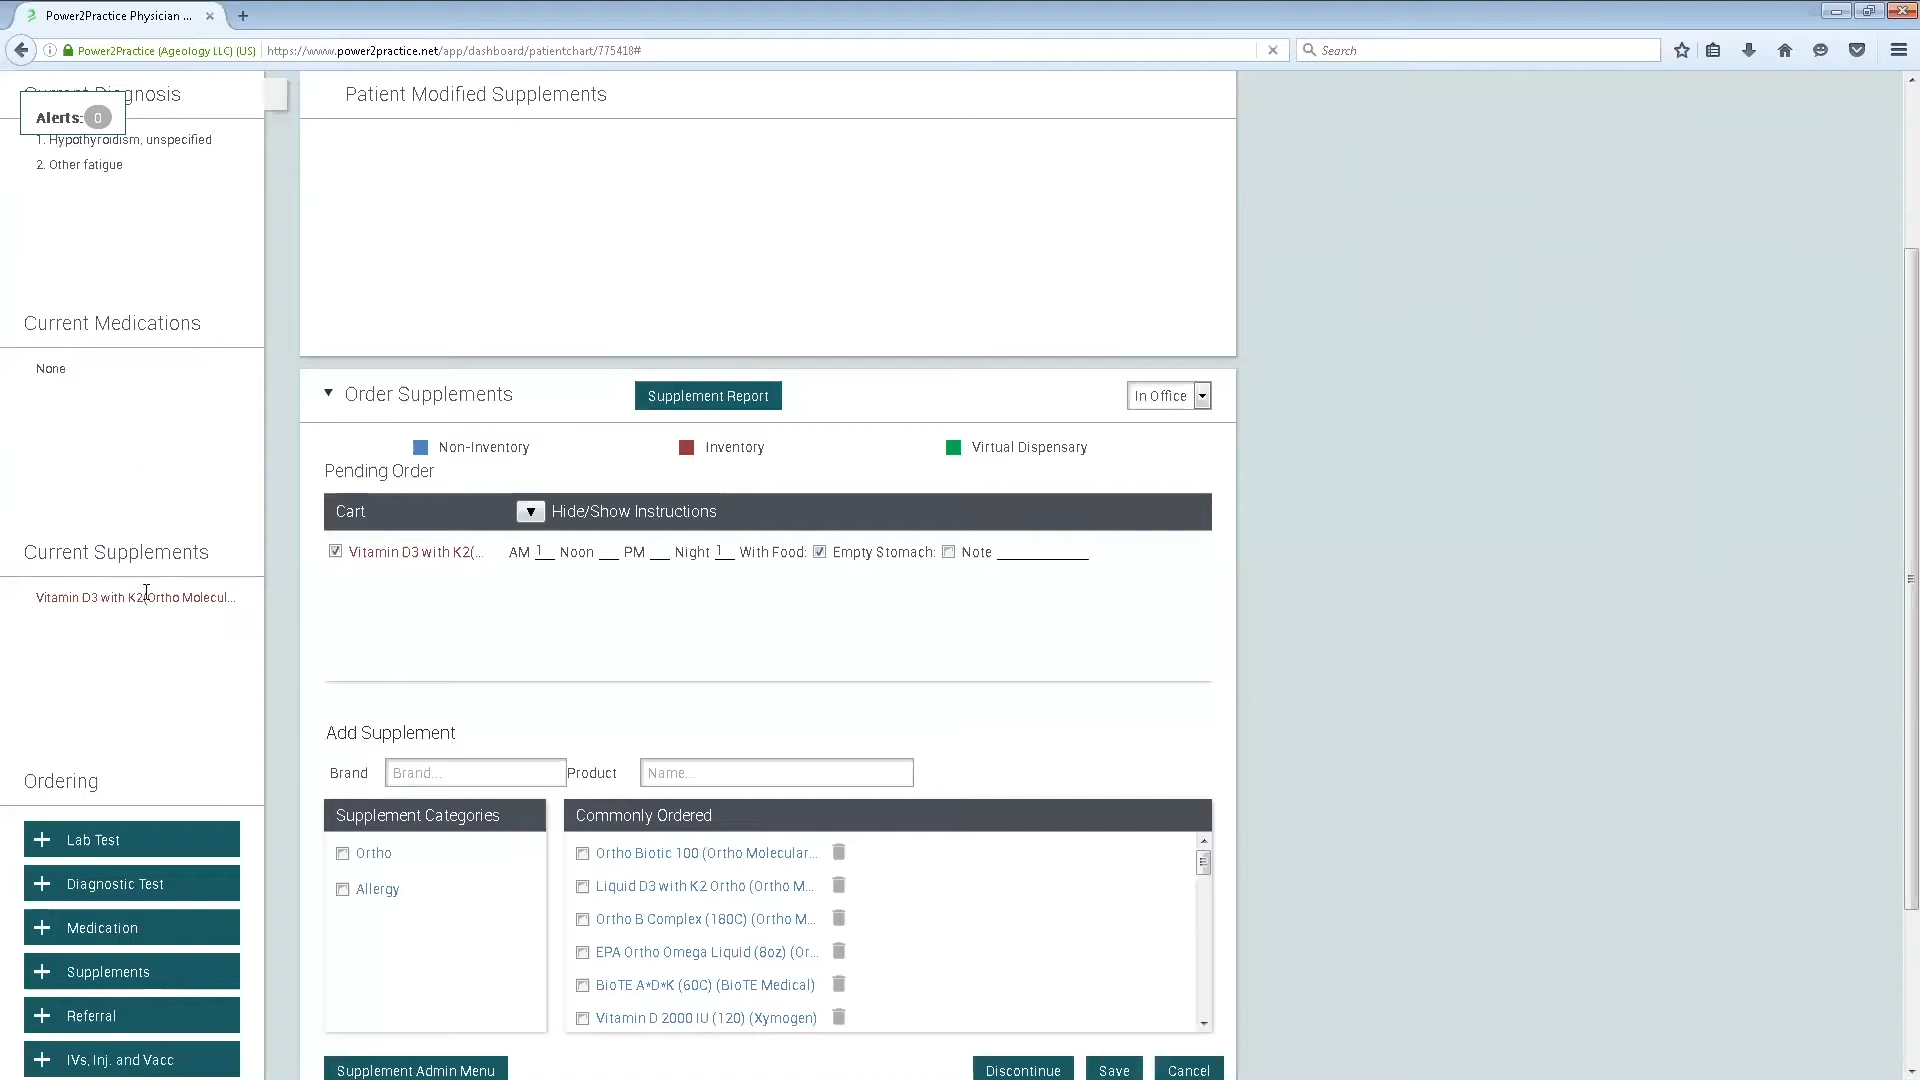 Power2Practice Physician ...
Power2Practice (Ageology LLC) (US)
https://www.power2practice.net/app/dashboard/patientchart/775418#
Search
Current Diagnosis
Alerts: 0
1. Hypothyroidism, unspecified
2. Other fatigue
Current Medications
None
Current Supplements
Vitamin D3 with K2(Ortho Molecul...
Ordering
Lab Test
Diagnostic Test
Medication
Supplements
Referral
IVs, Inj. and Vacc
Patient Modified Supplements
Order Supplements
Supplement Report
In Office
Non-Inventory
Inventory
Virtual Dispensary
Pending Order
Cart
Hide/Show Instructions
Vitamin D3 with K2(... AM 1 Noon PM Night 1 With Food: Empty Stomach: Note
Add Supplement
Brand Brand... Product Name...
Supplement Categories
Ortho
Allergy
Commonly Ordered
Ortho Biotic 100 (Ortho Molecular...
Liquid D3 with K2 Ortho (Ortho M...
Ortho B Complex (180C) (Ortho M...
EPA Ortho Omega Liquid (8oz) (Or...
BioTE A*D*K (60C) (BioTE Medical)
Vitamin D 2000 IU (120) (Xymogen)
Supplement Admin Menu
Discontinue
Save
Cancel